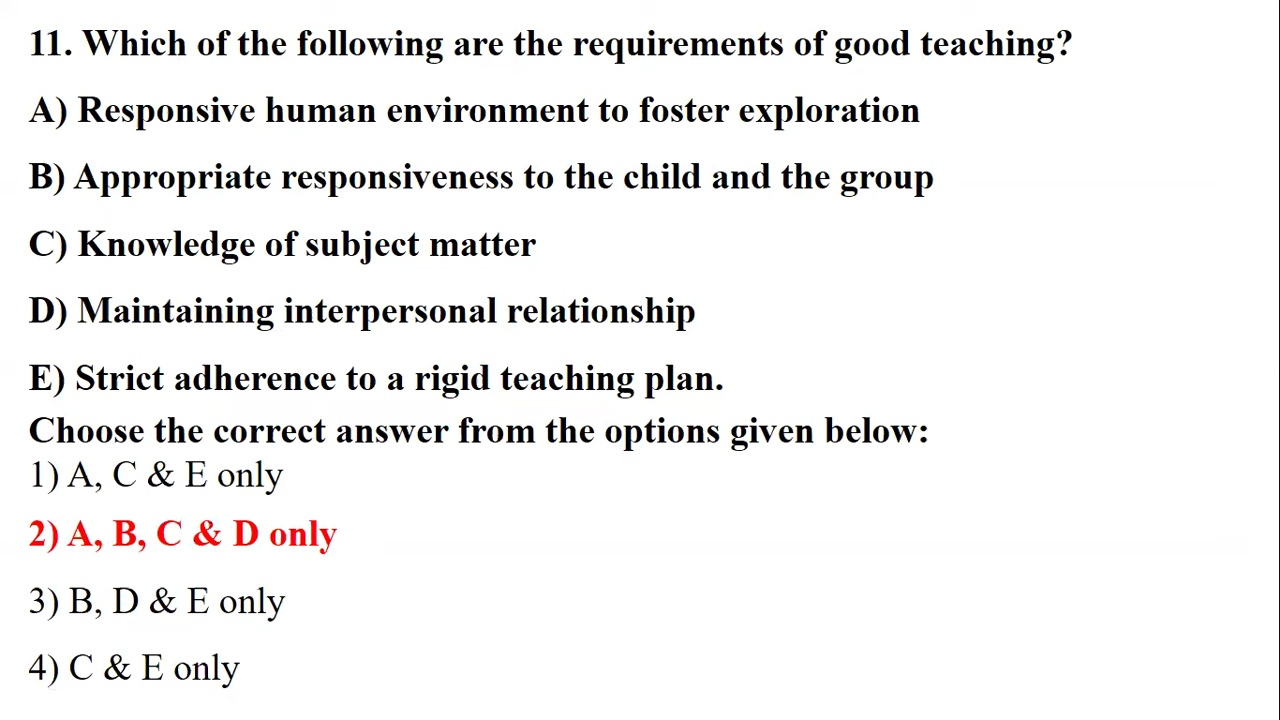 11. Which of the following are the requirements of good teaching?
A) Responsive human environment to foster exploration
B) Appropriate responsiveness to the child and the group
C) Knowledge of subject matter
D) Maintaining interpersonal relationship
E) Strict adherence to a rigid teaching plan.
Choose the correct answer from the options given below:
1) A, C & E only
2) A, B, C & D only
3) B, D & E only
4) C & E only